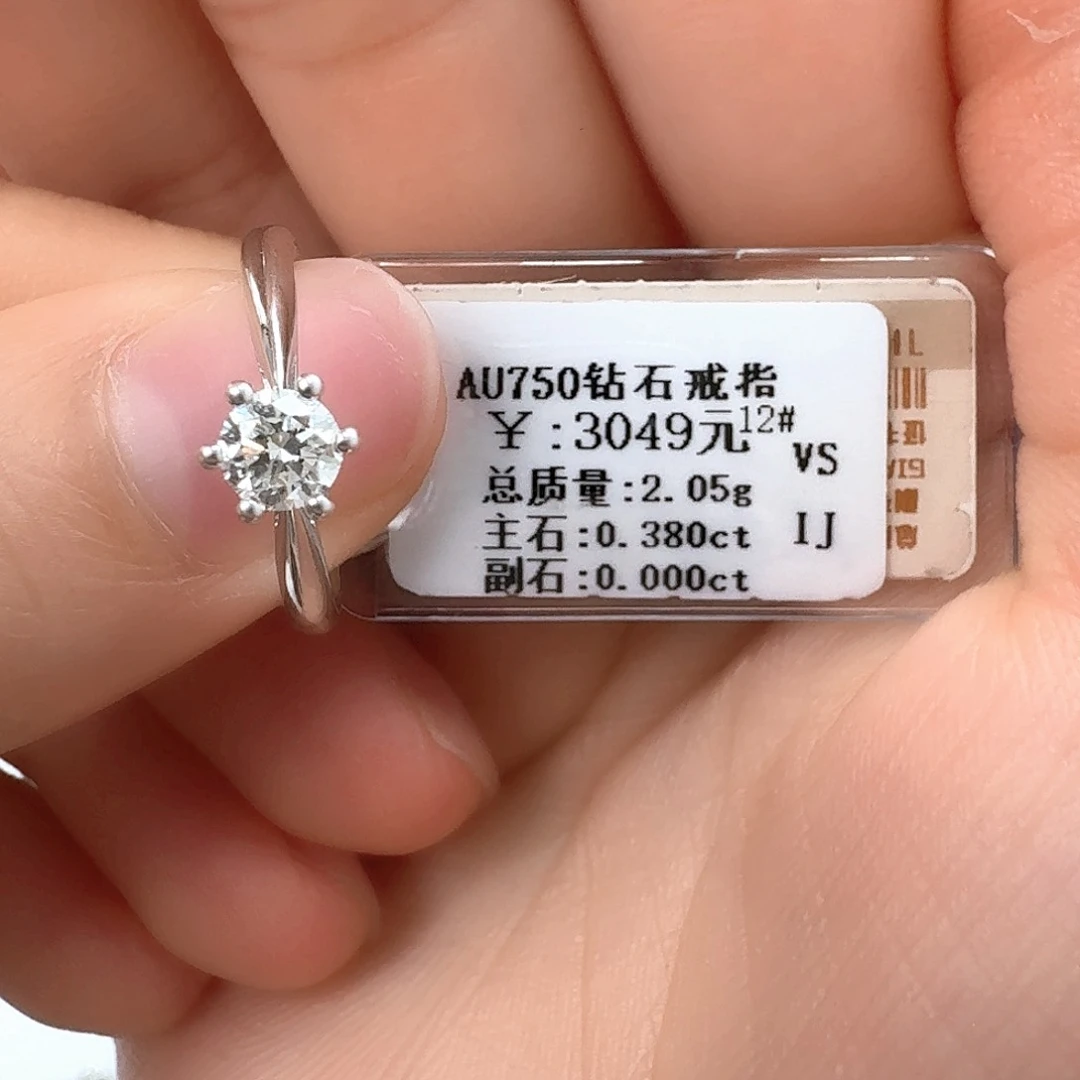 AU750钻石戒指
￥:3049元12#
VS
总质量:2.05g
主石:0.380ct IJ
副石:0.000ct